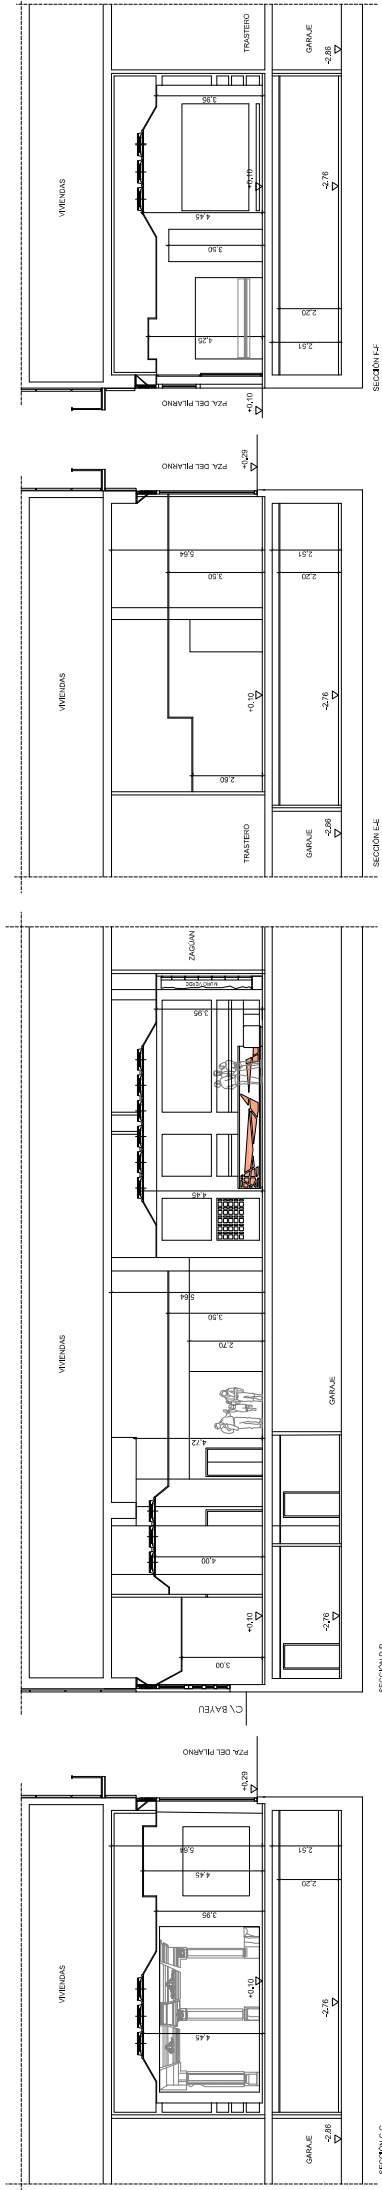 TRASTERO
GARAJE
-2.86
VIVIENDAS
3,95
+0.10
-2.76
4,45
3,50
2,20
4,25
2,51
SECCIÓN F-F
PZA. DEL PILARNO
+0.10
PZA. DEL PILARNO
+0.29
5,64
2,51
3,50
2,20
VIVIENDAS
+0.10
-2.76
2,60
TRASTERO
GARAJE
-2.86
SECCIÓN E-E
ZAGUAN
MURO VERDE
3,95
4,45
5,64
3,50
2,70
VIVIENDAS
GARAJE
4,72
4,00
+0.10
-2.76
3,00
C\ BAYEU
PZA. DEL PILARNO
+0.29
5,64
2,51
4,45
2,20
3,95
VIVIENDAS
+0.10
-2.76
4,45
GARAJE
-2.86